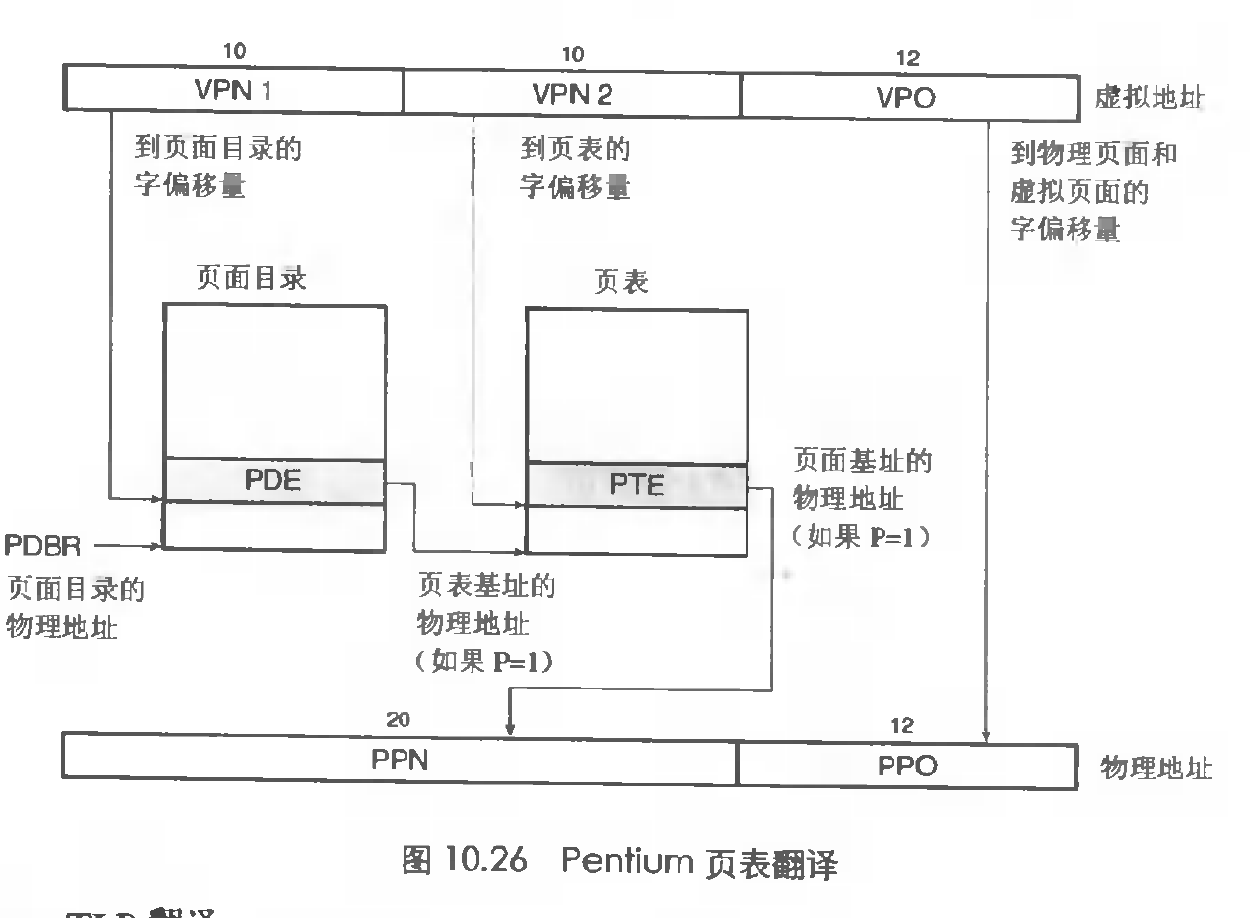 10 10 12
VPN 1 VPN 2 VPO 虚拟地址
到页面目录的
字偏移量
到页表的
字偏移量
到物理页面和
虚拟页面的
字偏移量
页面目录
页表
PDE
PTE
页面基址的
物理地址
（如果 P=1）
PDBR
页面目录的
物理地址
页表基址的
物理地址
（如果 P=1）
20 12
PPN PPO 物理地址
图 10.26 Pentium 页表翻译